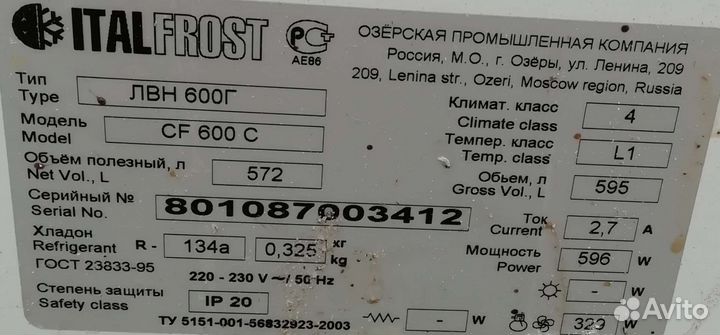 ITALFROST
РСТ
АЕ86
ОЗЁРСКАЯ ПРОМЫШЛЕННАЯ КОМПАНИЯ
Россия, М.О., г. Озёры, ул. Ленина, 209
209, Lenina str., Ozeri, Moscow region, Russia
Тип
Type
ЛВН 600Г
Модель
Model
CF 600 C
Объём полезный, л
Net Vol., L
572
Серийный №
Serial No.
801087003412
Хладон
Refrigerant
R - 134a
0,325 кг
kg
ГОСТ 23833-95
220 - 230 V ~/ 50 Hz
Степень защиты
Safety class
IP 20
ТУ 5151-001-56832923-2003
Климат. класс
Climate class
4
Темпер. класс
Temp. class
L1
Обьем, л
Gross Vol., L
595
Ток
Current
2,7 A
Мощность
Power
596 W
- W
- W
W
Avito